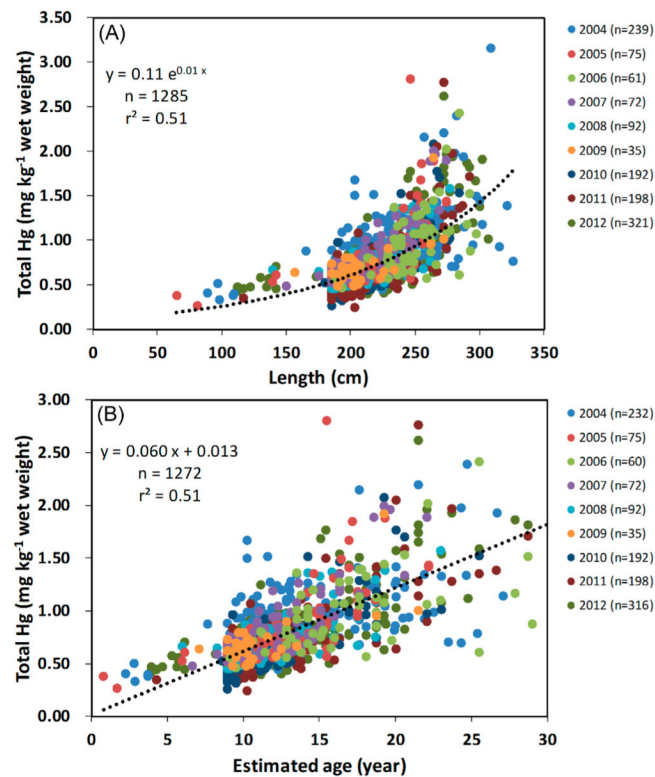 (A)
Total Hg (mg kg⁻¹ wet weight)
3.50
3.00
2.50
2.00
1.50
1.00
0.50
0.00
y = 0.11 e^0.01 x
n = 1285
r² = 0.51
0 50 100 150 200 250 300 350
Length (cm)
2004 (n=239)
2005 (n=75)
2006 (n=61)
2007 (n=72)
2008 (n=92)
2009 (n=35)
2010 (n=192)
2011 (n=198)
2012 (n=321)
(B)
Total Hg (mg kg⁻¹ wet weight)
3.00
2.50
2.00
1.50
1.00
0.50
0.00
y = 0.060 x + 0.013
n = 1272
r² = 0.51
0 5 10 15 20 25 30
Estimated age (year)
2004 (n=232)
2005 (n=75)
2006 (n=60)
2007 (n=72)
2008 (n=92)
2009 (n=35)
2010 (n=192)
2011 (n=198)
2012 (n=316)